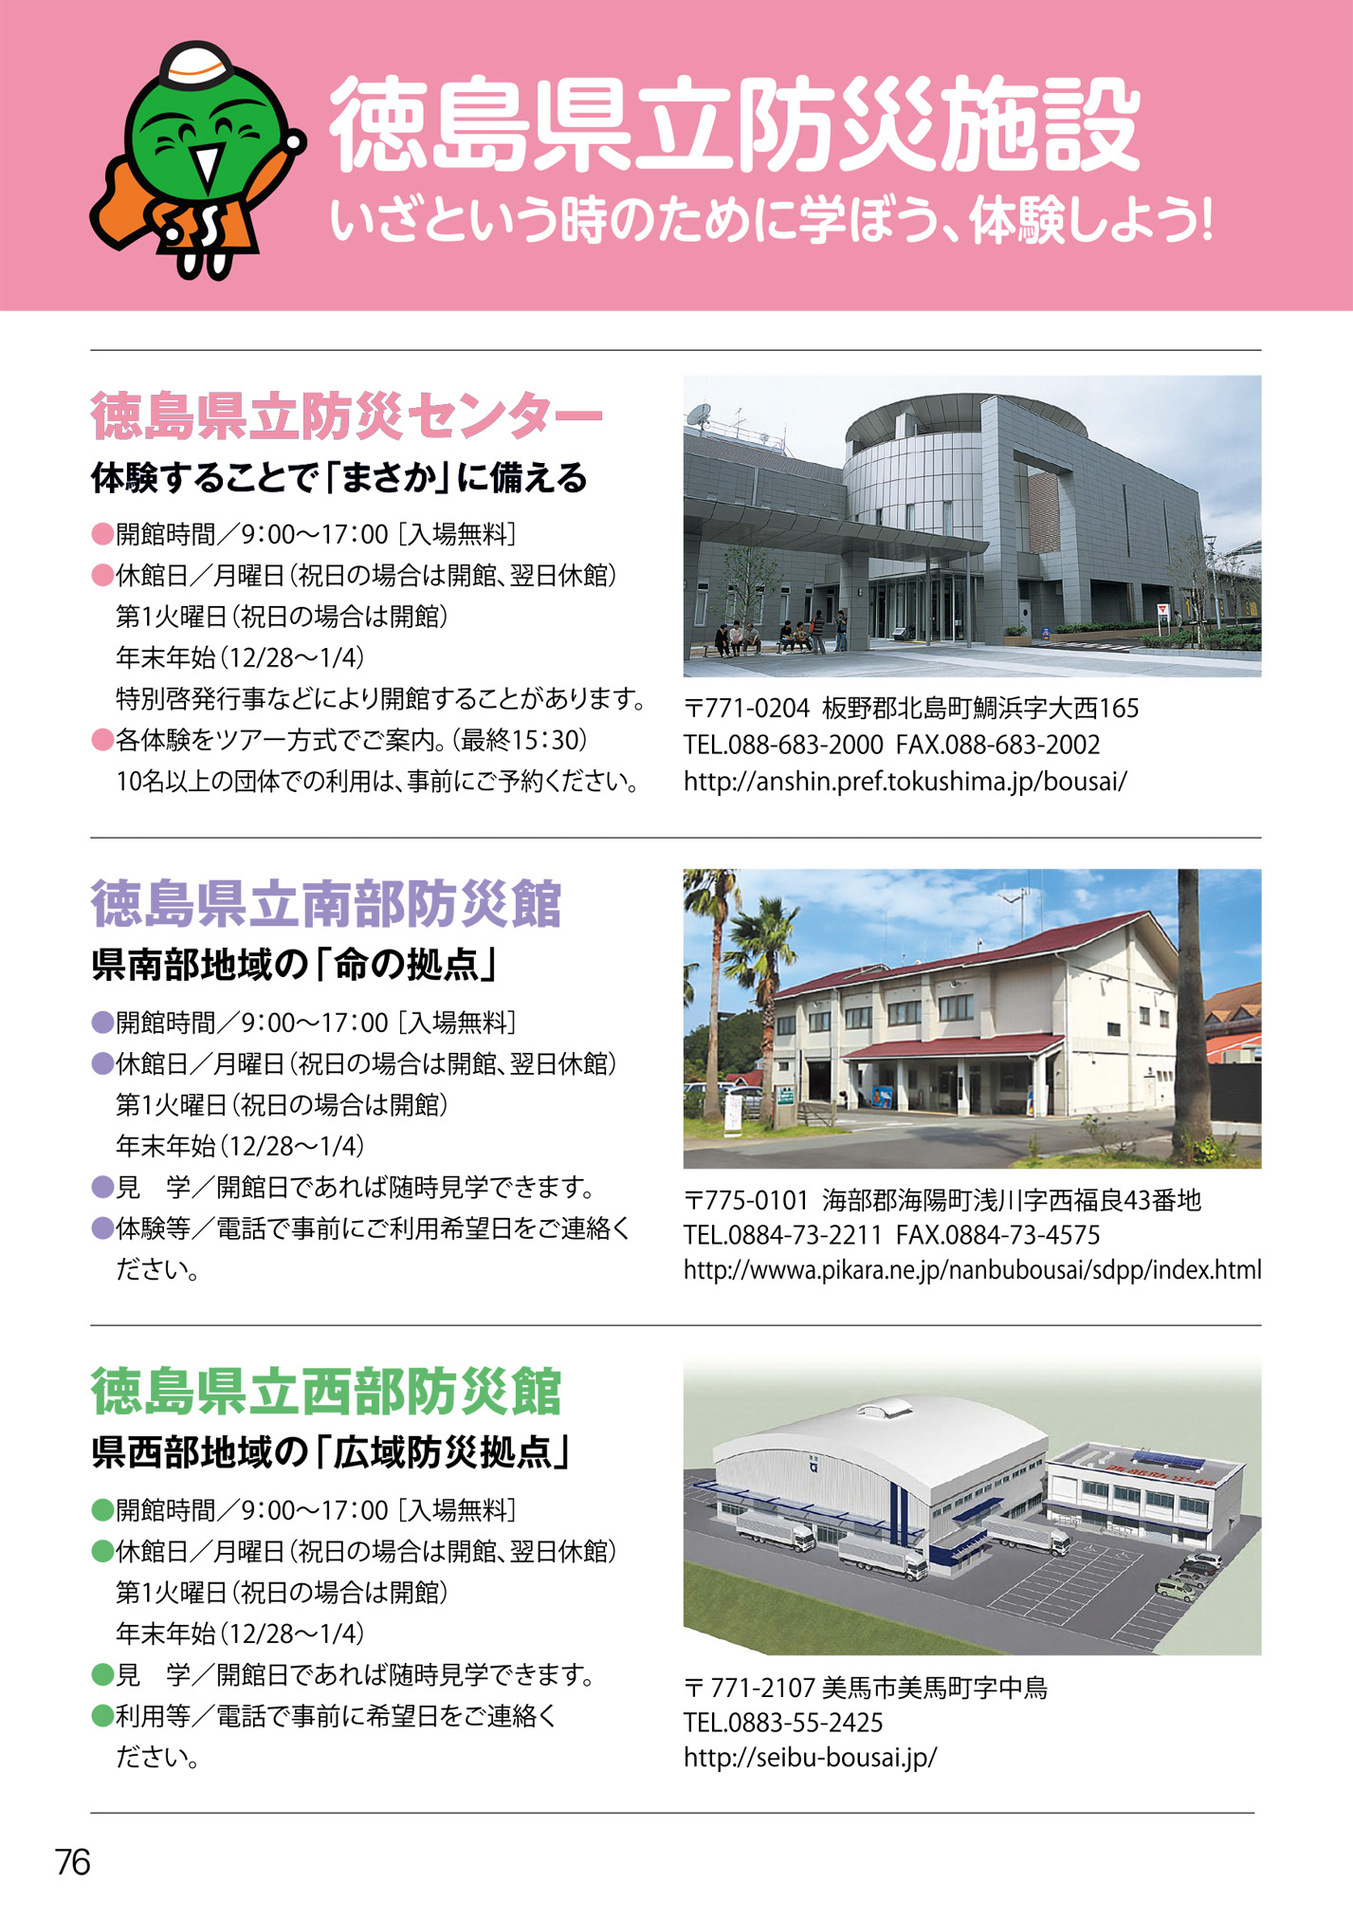 徳島県立防災施設
いざという時のために学ぼう、体験しよう!
徳島県立防災センター
体験することで「まさか」に備える
●開館時間／9：00～17：00［入場無料］
●休館日／月曜日（祝日の場合は開館、翌日休館）
第1火曜日（祝日の場合は開館）
年末年始（12/28～1/4）
特別啓発行事などにより開館することがあります。
●各体験をツアー方式でご案内。（最終15：30）
10名以上の団体での利用は、事前にご予約ください。
〒771-0204 板野郡北島町鯛浜字大西165
TEL.088-683-2000 FAX.088-683-2002
http://anshin.pref.tokushima.jp/bousai/
徳島県立南部防災館
県南部地域の「命の拠点」
●開館時間／9：00～17：00［入場無料］
●休館日／月曜日（祝日の場合は開館、翌日休館）
第1火曜日（祝日の場合は開館）
年末年始（12/28～1/4）
●見　学／開館日であれば随時見学できます。
●体験等／電話で事前にご利用希望日をご連絡く
ださい。
〒775-0101 海部郡海陽町浅川字西福良43番地
TEL.0884-73-2211 FAX.0884-73-4575
http://wwwa.pikara.ne.jp/nanbubousai/sdpp/index.html
徳島県立西部防災館
県西部地域の「広域防災拠点」
●開館時間／9：00～17：00［入場無料］
●休館日／月曜日（祝日の場合は開館、翌日休館）
第1火曜日（祝日の場合は開館）
年末年始（12/28～1/4）
●見　学／開館日であれば随時見学できます。
●利用等／電話で事前に希望日をご連絡く
ださい。
〒 771-2107 美馬市美馬町字中鳥
TEL.0883-55-2425
http://seibu-bousai.jp/
76